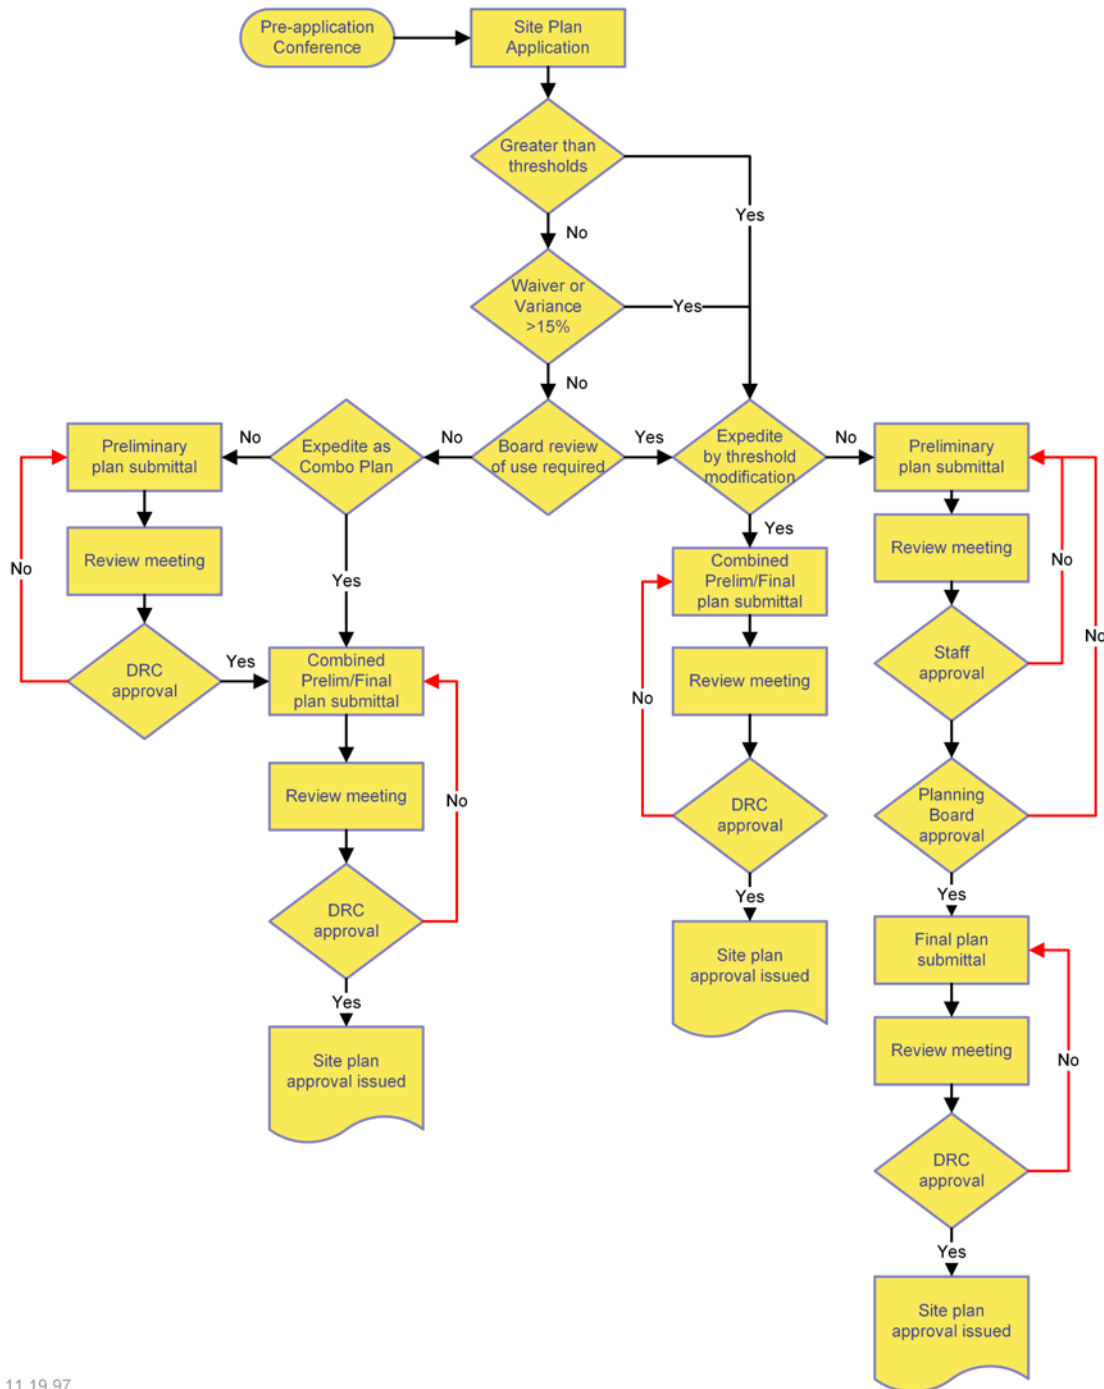 Pre-application
Conference
Site Plan
Application
Greater than
thresholds
Yes
No
Waiver or
Variance
>15%
Yes
No
Preliminary
plan submittal
No
Expedite as
Combo Plan
No
Board review
of use required
Yes
Expedite
by threshold
modification
No
Preliminary
plan submittal
Review meeting
No
Yes
DRC
approval
Yes
Combined
Prelim/Final
plan submittal
Review meeting
No
DRC
approval
Yes
Site plan
approval issued
Yes
Combined
Prelim/Final
plan submittal
Review meeting
No
DRC
approval
Yes
Site plan
approval issued
Review meeting
No
Staff
approval
No
Planning
Board
approval
Yes
Final plan
submittal
Review meeting
No
DRC
approval
Yes
Site plan
approval issued
11.19.97